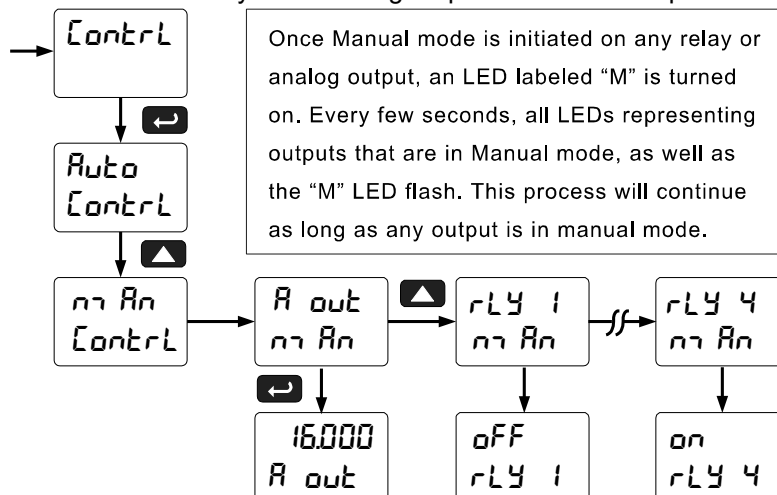 ContrL
Once Manual mode is initiated on any relay or
analog output, an LED labeled “M” is turned
on. Every few seconds, all LEDs representing
outputs that are in Manual mode, as well as
the “M” LED flash. This process will continue
as long as any output is in manual mode.
Auto
ContrL
mAn
ContrL
A out
mAn
rLY 1
mAn
rLY 4
mAn
16.000
A out
oFF
rLY 1
on
rLY 4